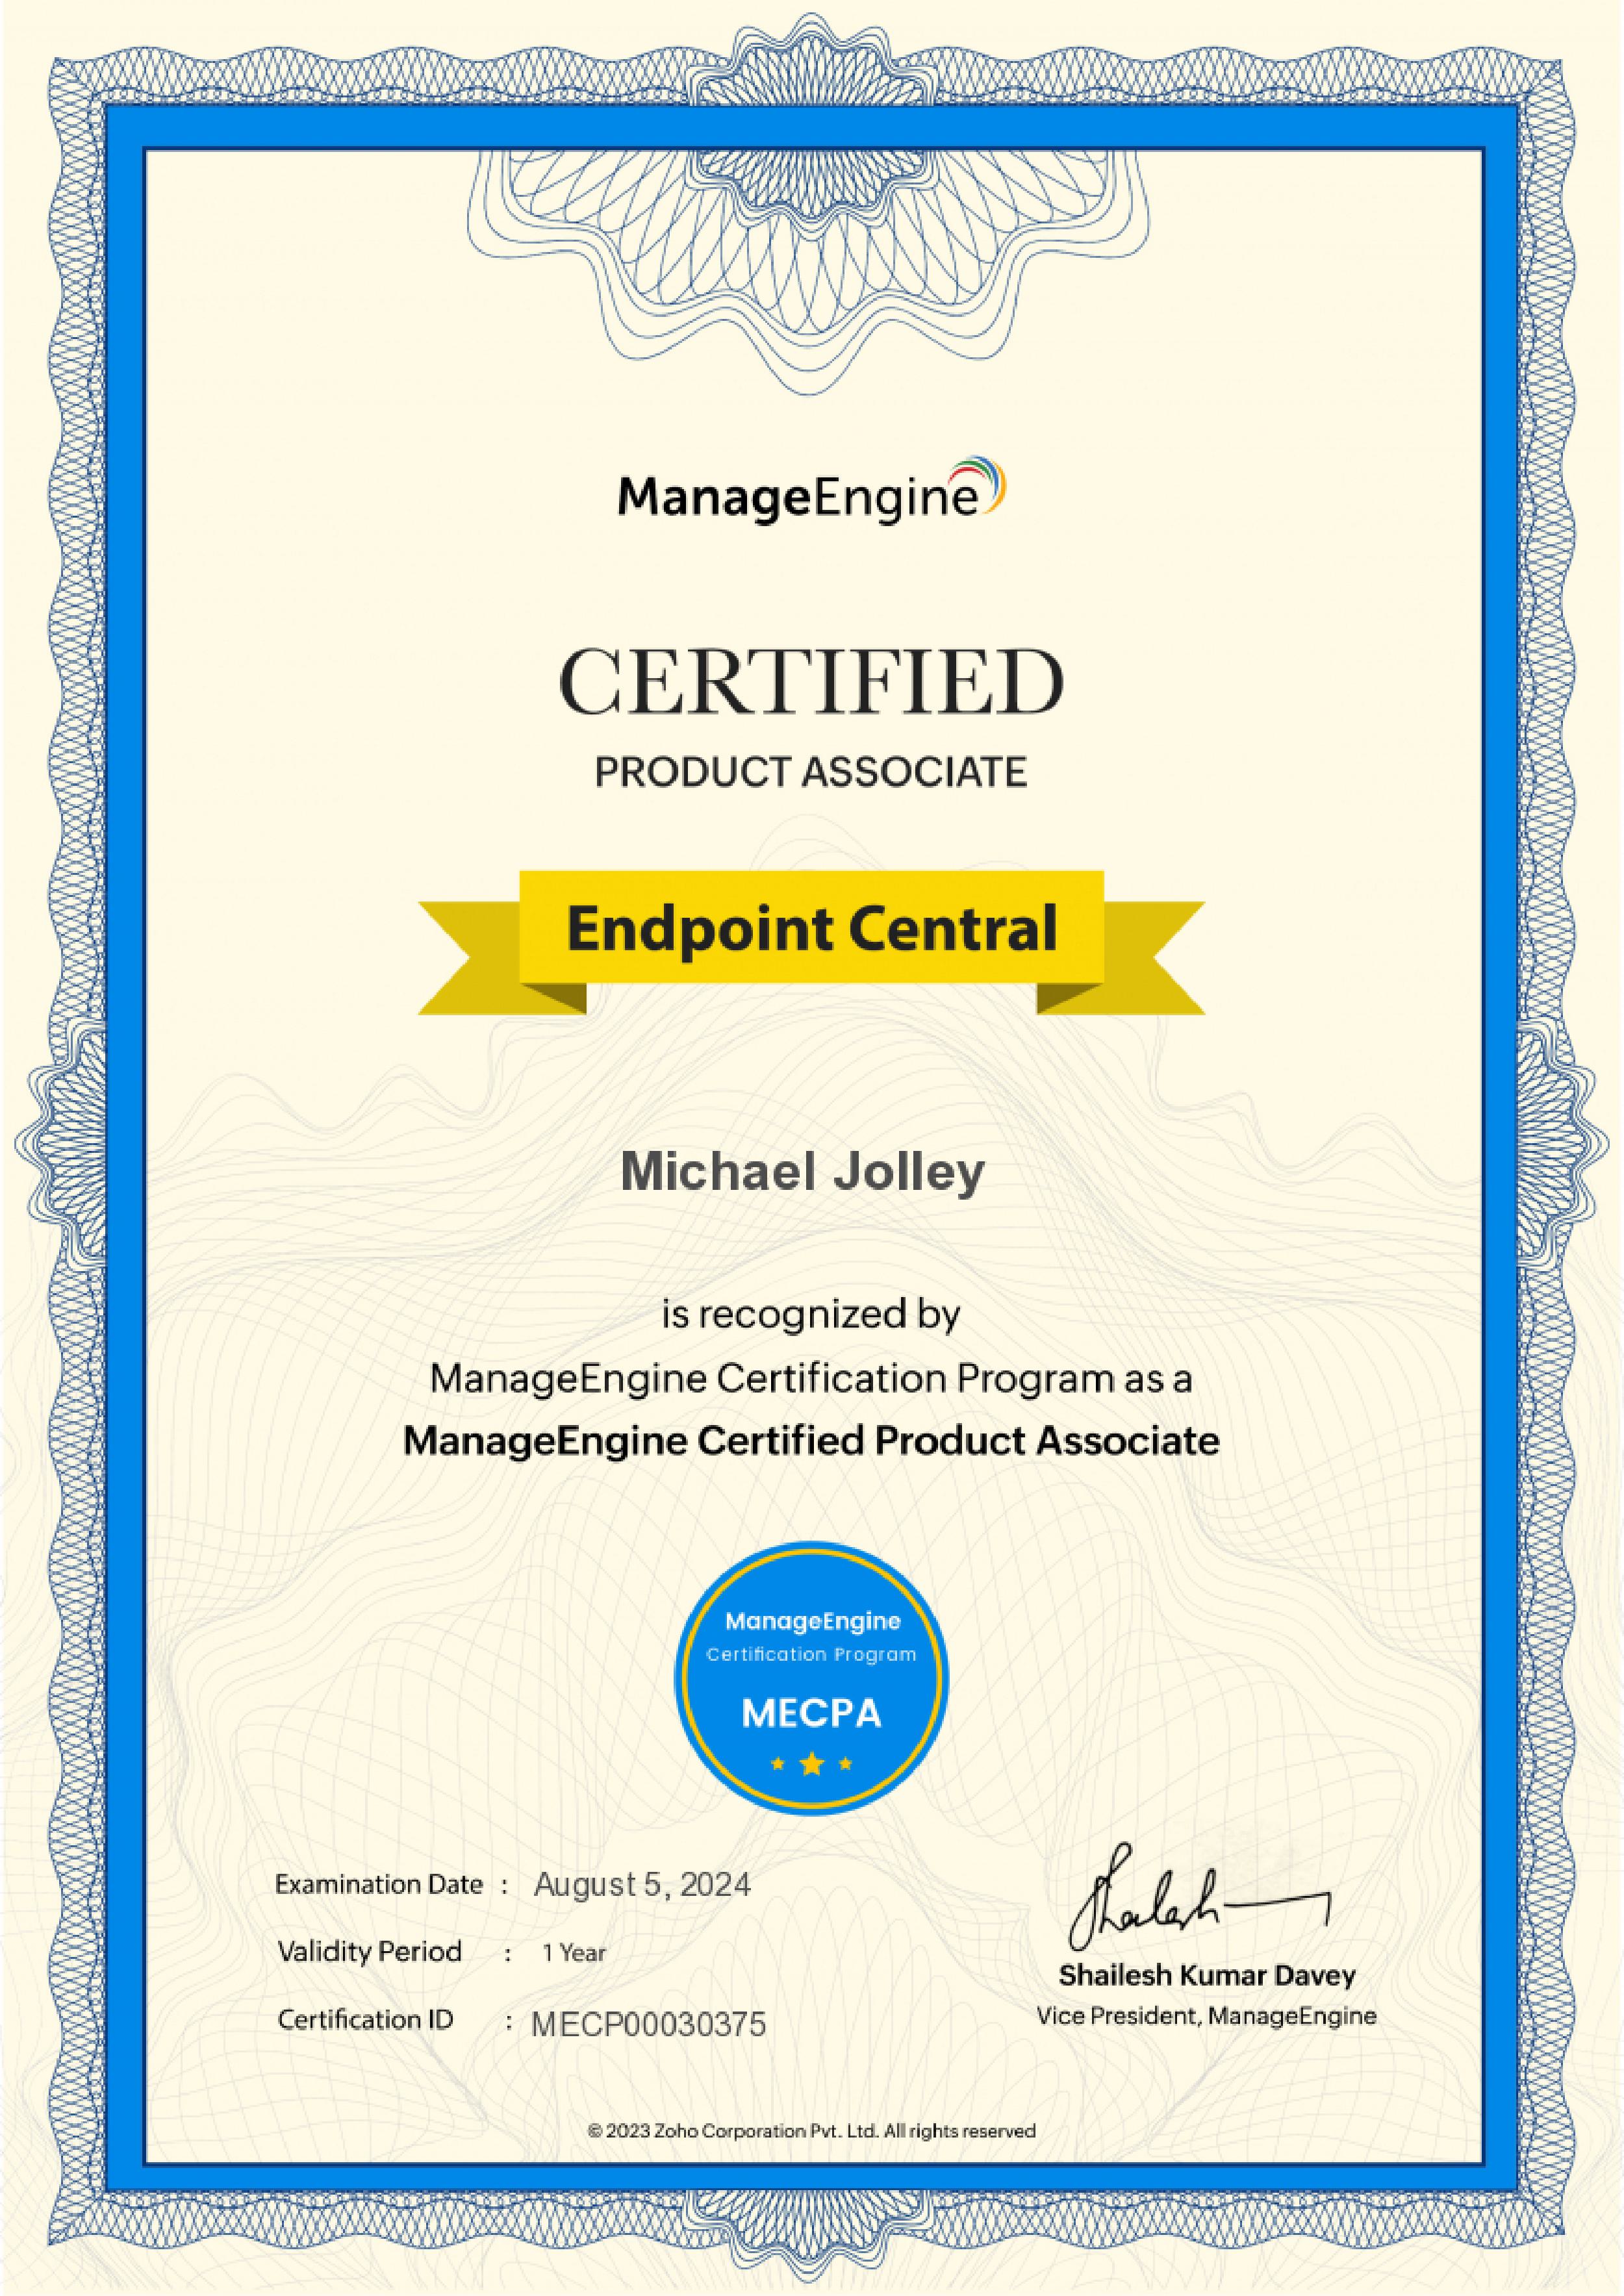 ManageEngine
CERTIFIED
PRODUCT ASSOCIATE
Endpoint Central
Michael Jolley
is recognized by
ManageEngine Certification Program as a
ManageEngine Certified Product Associate
ManageEngine
Certification Program
MECPA
Examination Date : August 5, 2024
Validity Period : 1 Year
Certification ID : MECP00030375
Shailesh
Shailesh Kumar Davey
Vice President, ManageEngine
© 2023 Zoho Corporation Pvt. Ltd. All rights reserved